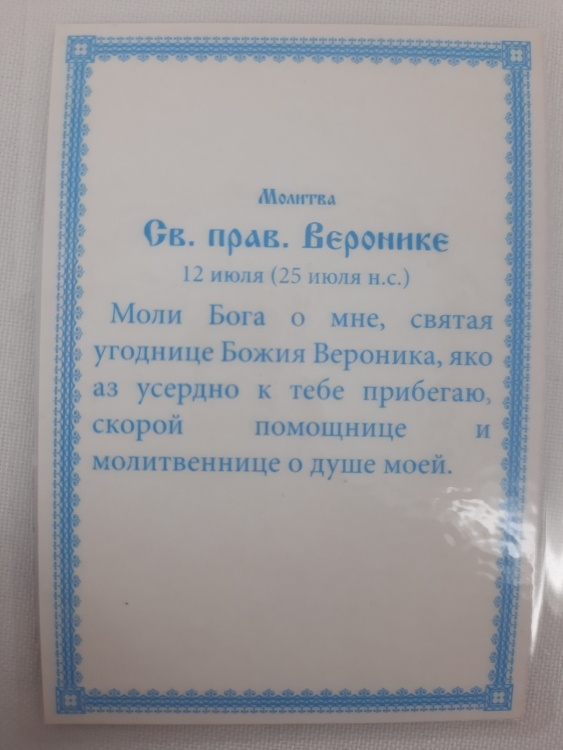 Молитва
Св. прав. Веронике
12 июля (25 июля н.с.)
Моли Бога о мне, святая
угоднице Божия Вероника, яко
аз усердно к тебе прибегаю,
скорой помощнице и
молитвеннице о душе моей.